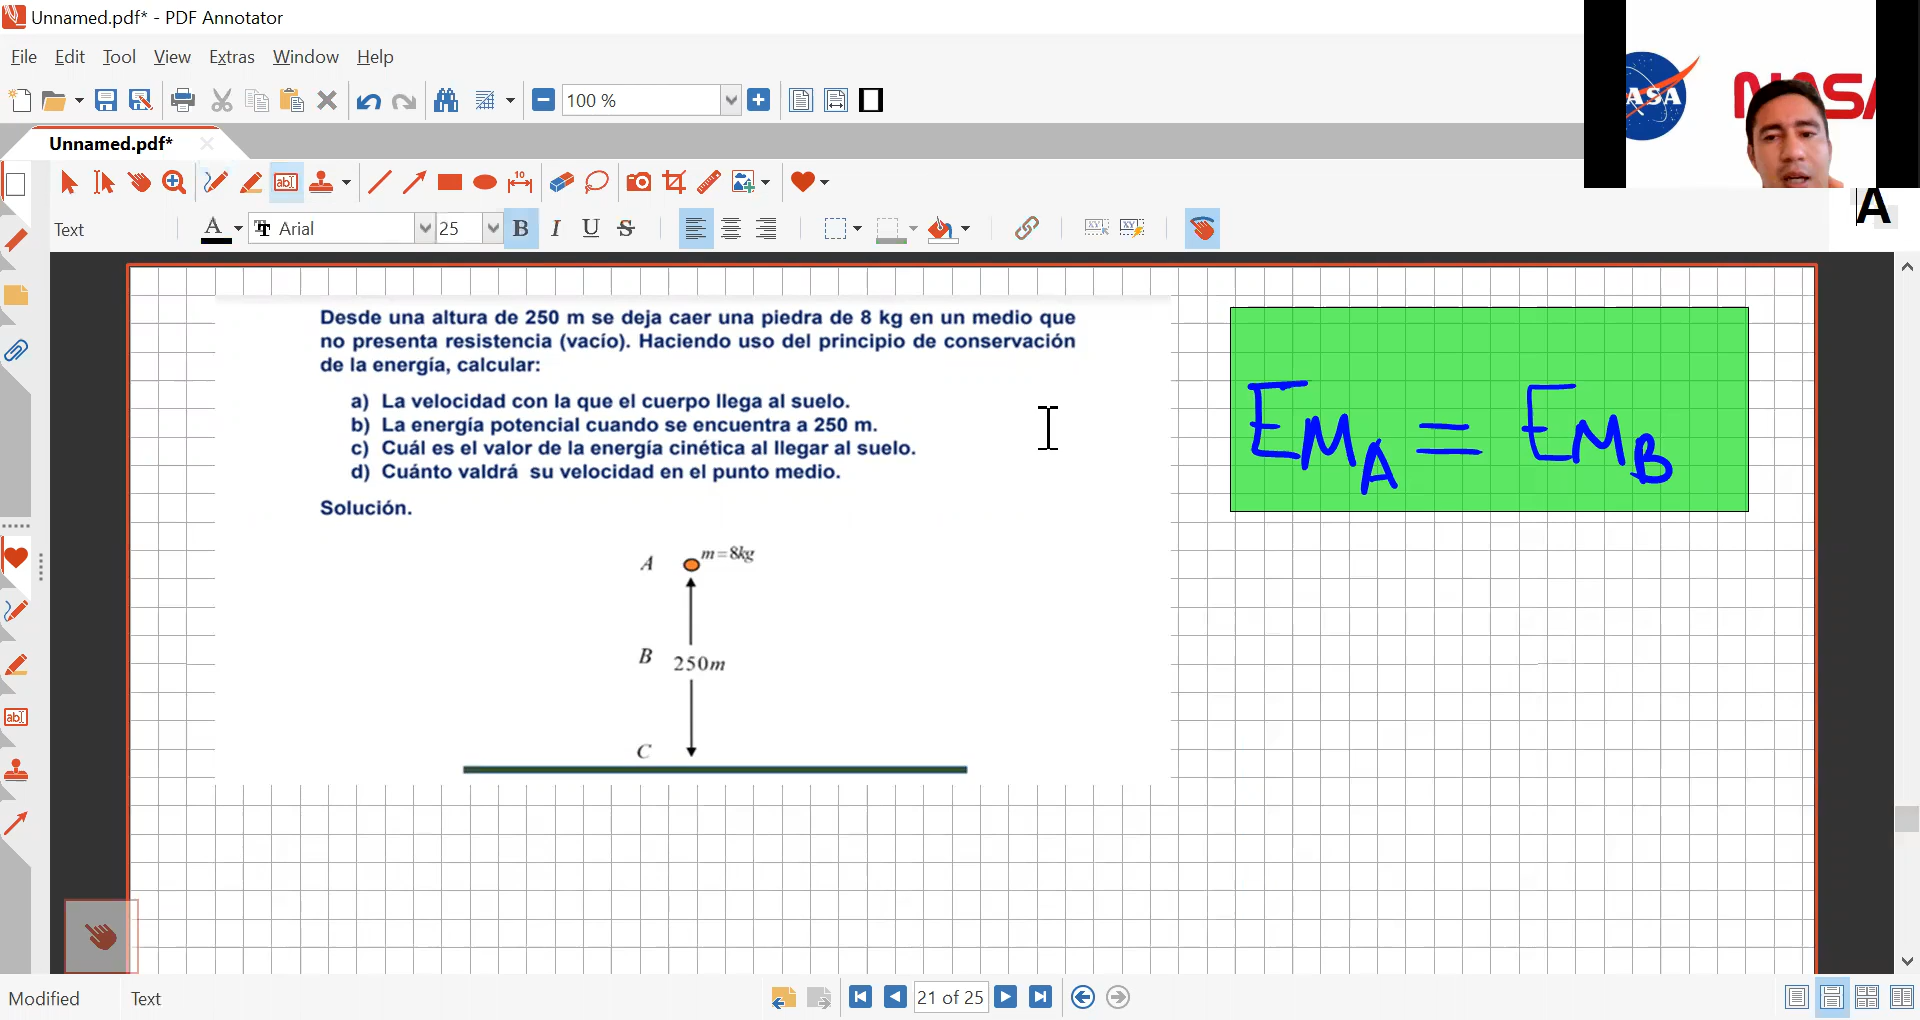 Unnamed.pdf* - PDF Annotator
File Edit Tool View Extras Window Help
100 %
Unnamed.pdf*
10
Text A Arial 25 B I U S
A
NASA
Desde una altura de 250 m se deja caer una piedra de 8 kg en un medio que
no presenta resistencia (vacío). Haciendo uso del principio de conservación
de la energía, calcular:
a) La velocidad con la que el cuerpo llega al suelo.
b) La energía potencial cuando se encuentra a 250 m.
c) Cuál es el valor de la energía cinética al llegar al suelo.
d) Cuánto valdrá su velocidad en el punto medio.
Solución.
A m=8kg
B 250m
C
EMA = EMB
Modified Text 21 of 25